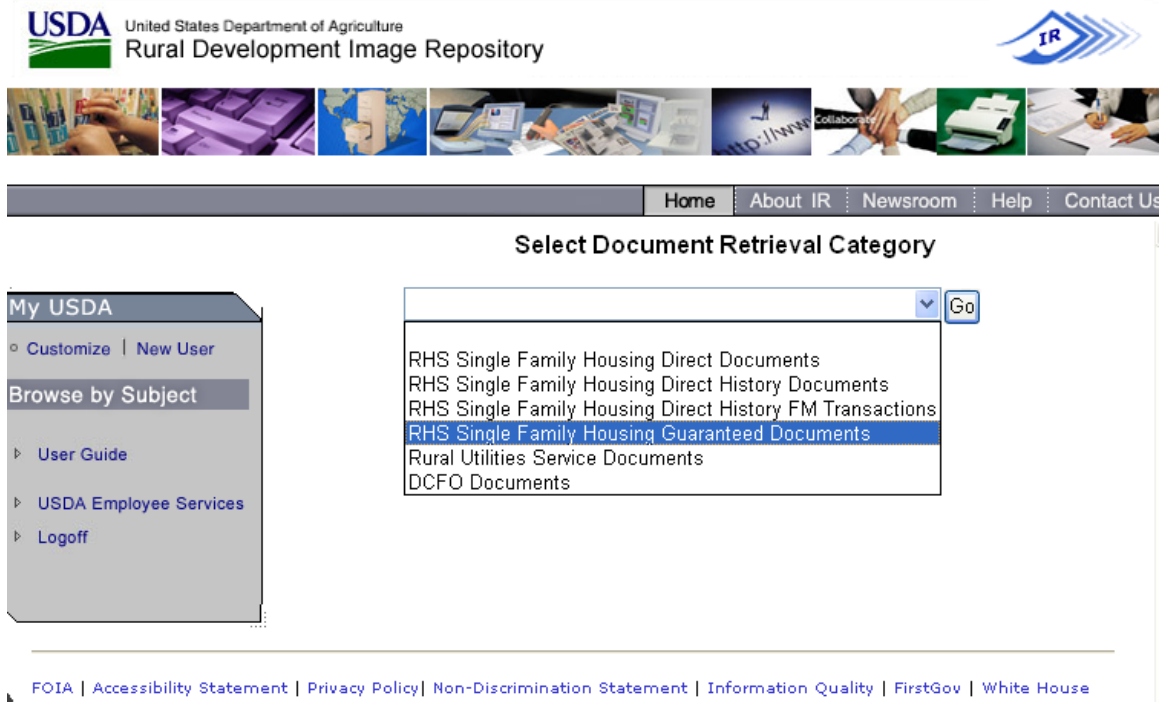 USDA United States Department of Agriculture
Rural Development Image Repository
IR
http://www
Collaborate
Home About IR Newsroom Help Contact Us
Select Document Retrieval Category
My USDA
Go
Customize | New User
Browse by Subject
User Guide
USDA Employee Services
Logoff
RHS Single Family Housing Direct Documents
RHS Single Family Housing Direct History Documents
RHS Single Family Housing Direct History FM Transactions
RHS Single Family Housing Guaranteed Documents
Rural Utilities Service Documents
DCFO Documents
FOIA | Accessibility Statement | Privacy Policy| Non-Discrimination Statement | Information Quality | FirstGov | White House